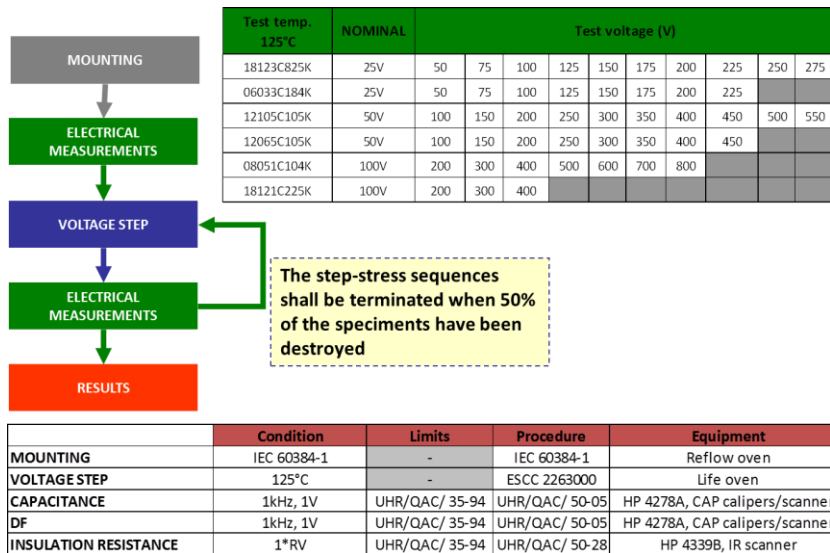 MOUNTING
ELECTRICAL
MEASUREMENTS
VOLTAGE STEP
ELECTRICAL
MEASUREMENTS
RESULTS
Test temp. 125°C NOMINAL Test voltage (V)
18123C825K 25V 50 75 100 125 150 175 200 225 250 275
06033C184K 25V 50 75 100 125 150 175 200 225
12105C105K 50V 100 150 200 250 300 350 400 450 500 550
12065C105K 50V 100 150 200 250 300 350 400 450
08051C104K 100V 200 300 400 500 600 700 800
18121C225K 100V 200 300 400
The step-stress sequences
shall be terminated when 50%
of the speciments have been
destroyed
Condition Limits Procedure Equipment
MOUNTING IEC 60384-1 - IEC 60384-1 Reflow oven
VOLTAGE STEP 125°C - ESCC 2263000 Life oven
CAPACITANCE 1kHz, 1V UHR/QAC/ 35-94 UHR/QAC/ 50-05 HP 4278A, CAP calipers/scanner
DF 1kHz, 1V UHR/QAC/ 35-94 UHR/QAC/ 50-05 HP 4278A, CAP calipers/scanner
INSULATION RESISTANCE 1*RV UHR/QAC/ 35-94 UHR/QAC/ 50-28 HP 4339B, IR scanner